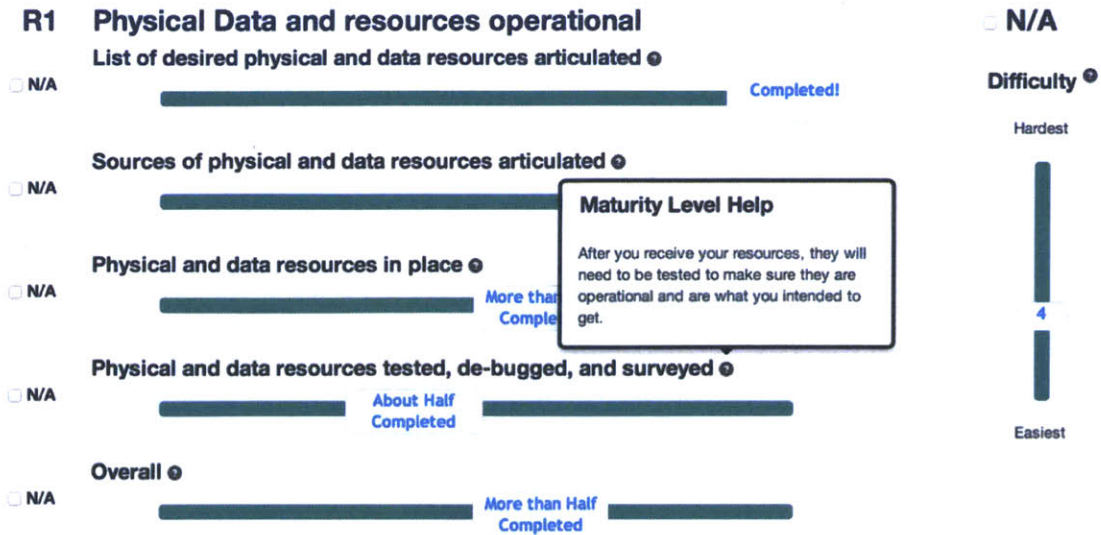 R1 Physical Data and resources operational
N/A
List of desired physical and data resources articulated
N/A
Completed!
Difficulty
Hardest
Sources of physical and data resources articulated
N/A
Maturity Level Help
After you receive your resources, they will
need to be tested to make sure they are
operational and are what you intended to
get.
Physical and data resources in place
N/A
More
4
Physical and data resources tested, de-bugged, and surveyed
N/A
About Half
Completed
Easiest
Overall
N/A
More than Half
Completed